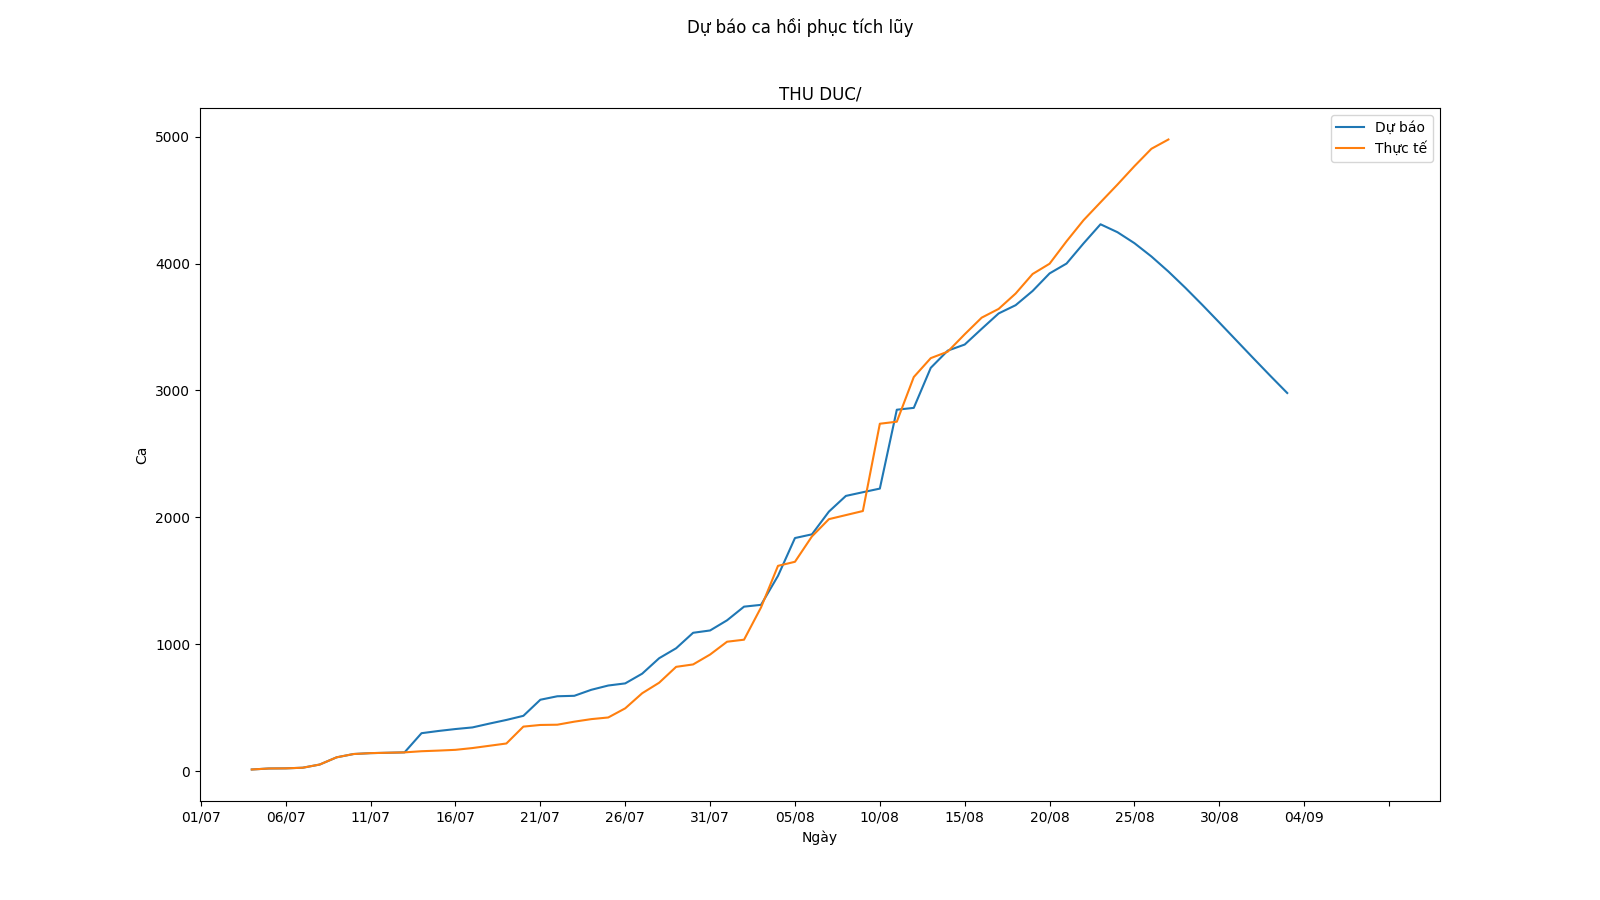 Dự báo ca hồi phục tích lũy
THU DUC/
Dự báo
Thực tế
5000
4000
3000
2000
1000
0
Ca
01/07 06/07 11/07 16/07 21/07 26/07 31/07 05/08 10/08 15/08 20/08 25/08 30/08 04/09
Ngày